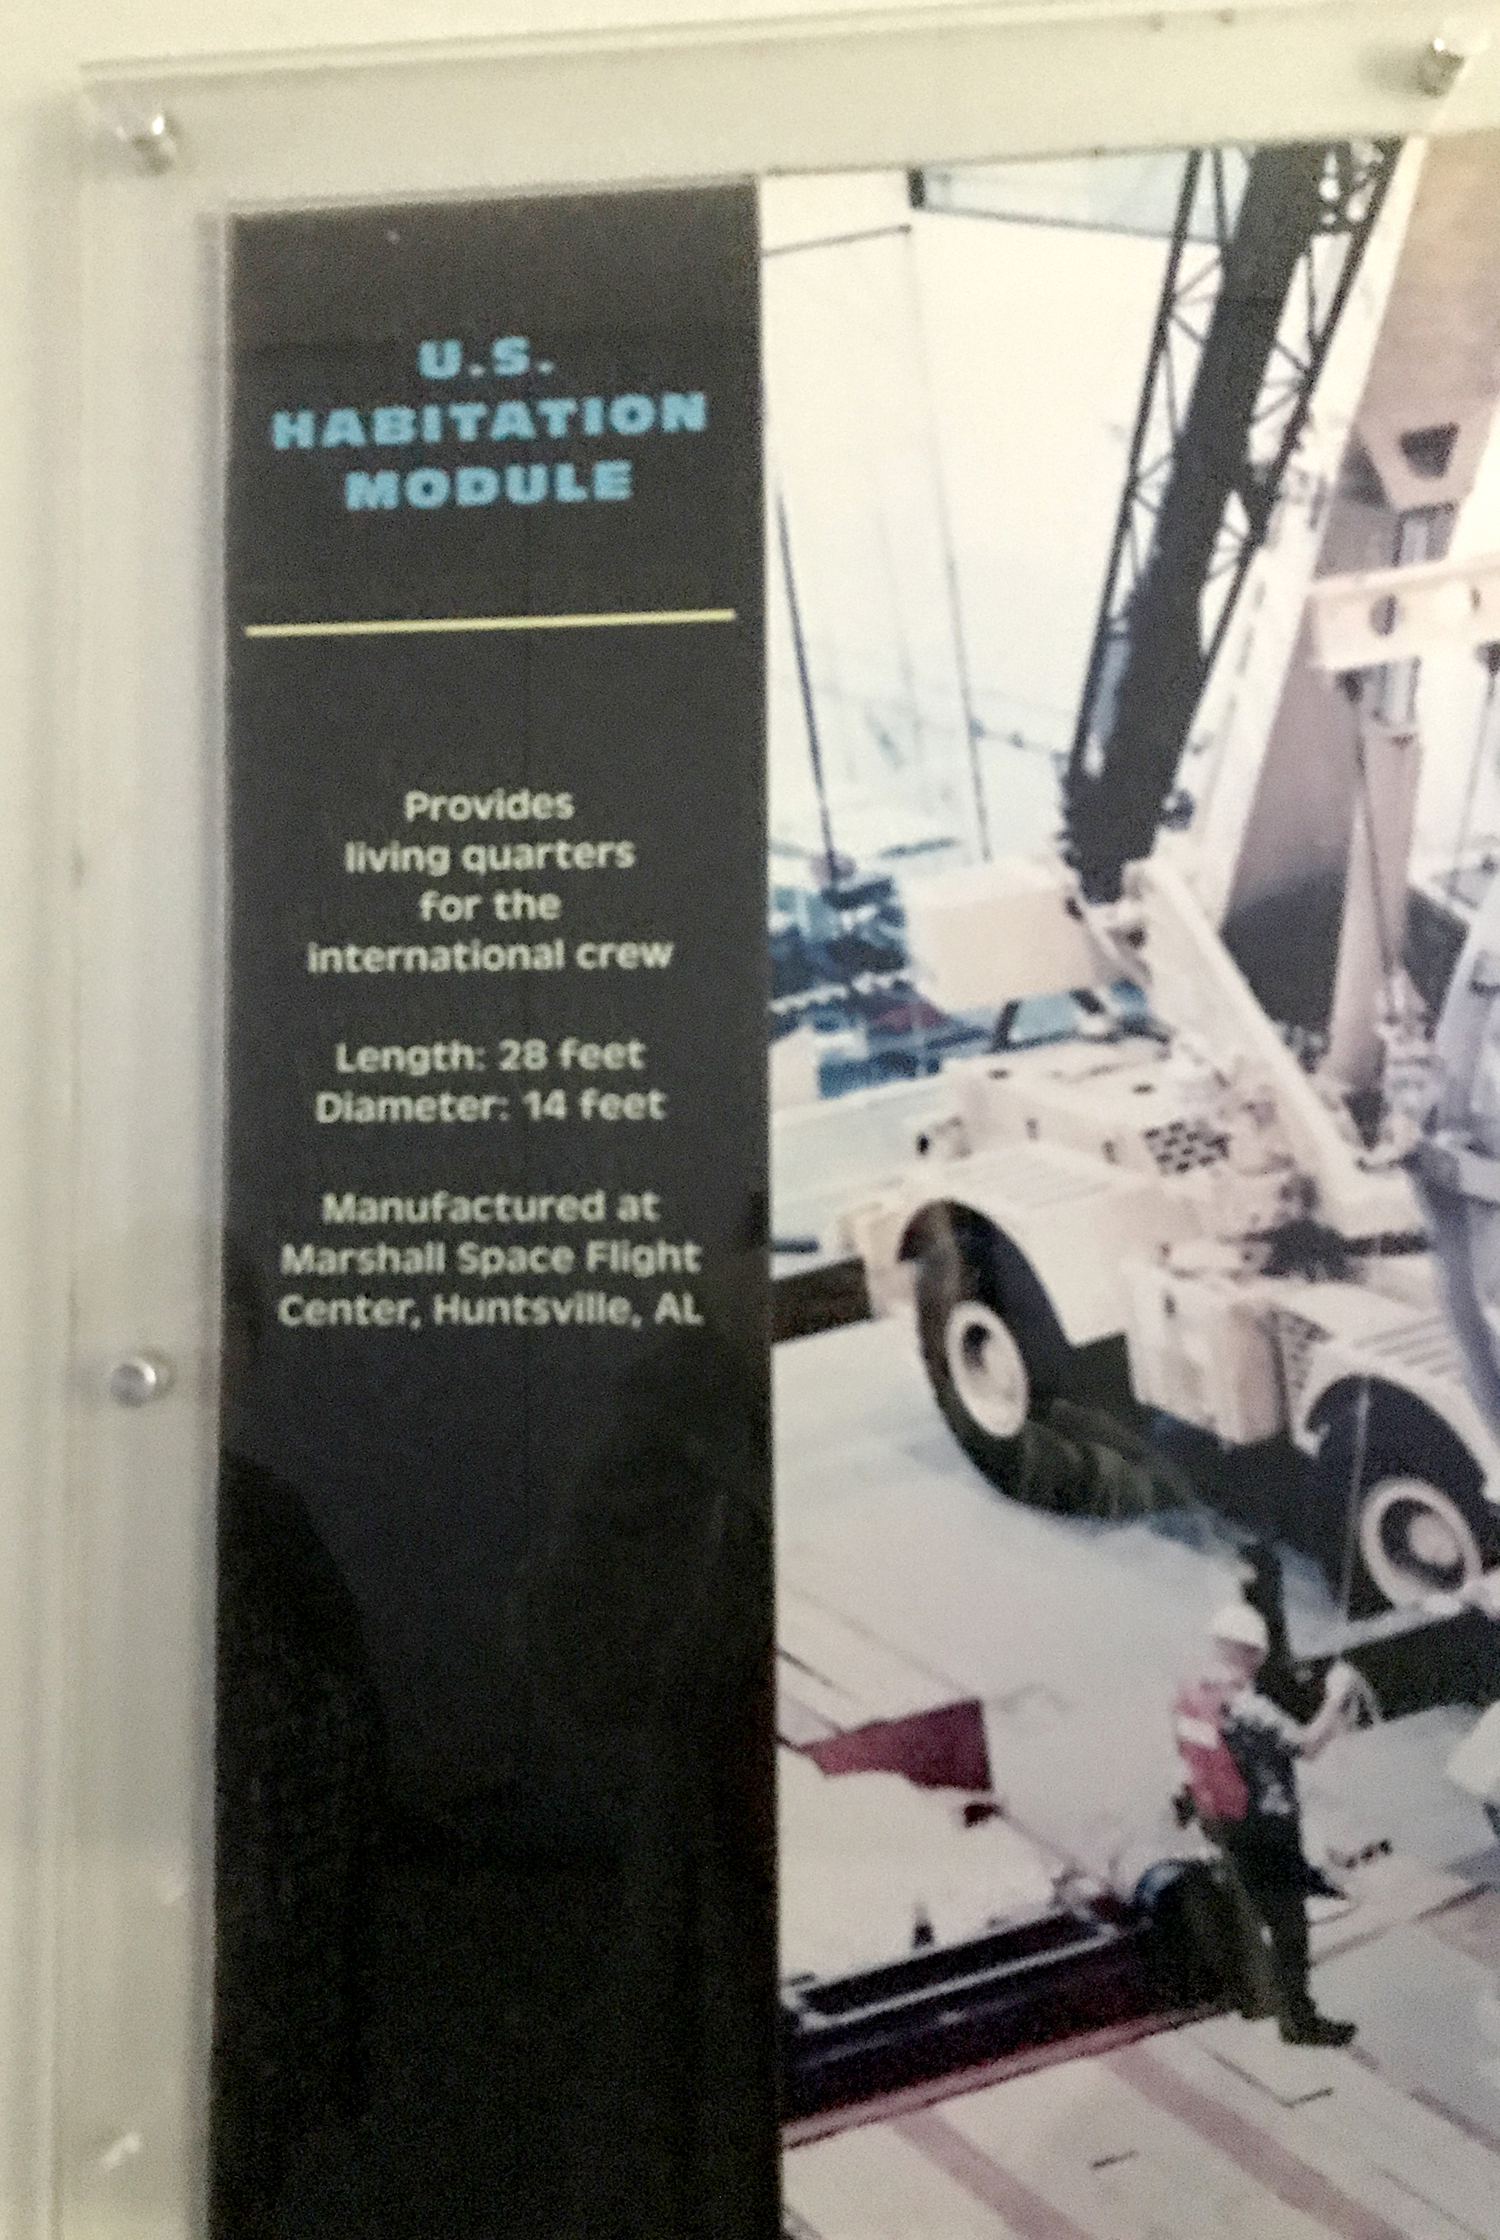 U.S.
HABITATION
MODULE
Provides
living quarters
for the
international crew
Length: 28 feet
Diameter: 14 feet
Manufactured at
Marshall Space Flight
Center, Huntsville, AL